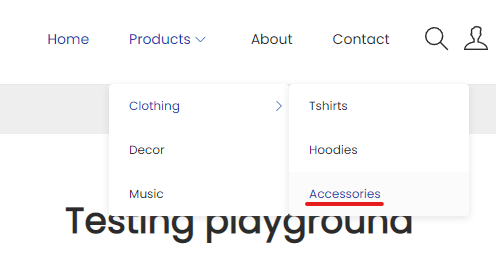 Home Products About Contact
Clothing Tshirts
Decor Hoodies
Music Accessories
Testing playground